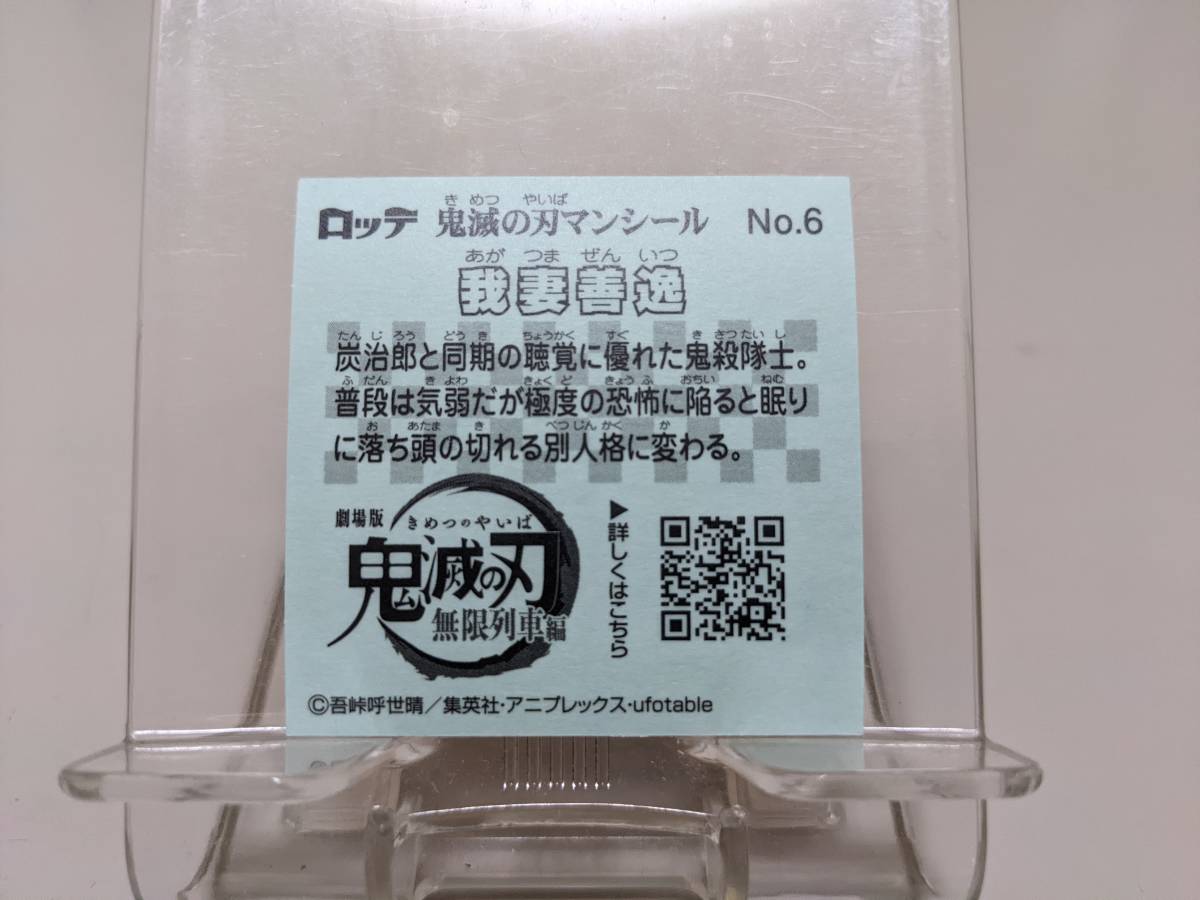 ロッテ 鬼滅の刃マンシール No.6
きめつ やいば
あがつまぜんいつ
我妻善逸
たんじろう どうき ちょうかく すぐ きさつたいし
炭治郎と同期の聴覚に優れた鬼殺隊士。
ふだん きよわ きょくど きょうふ おちい ねむ
普段は気弱だが極度の恐怖に陥ると眠り
お あたま き べつじんかく か
に落ち頭の切れる別人格に変わる。
劇場版
きめつのやいば
鬼滅の刃
無限列車編
▶詳しくはこちら
©吾峠呼世晴/集英社・アニプレックス・ufotable